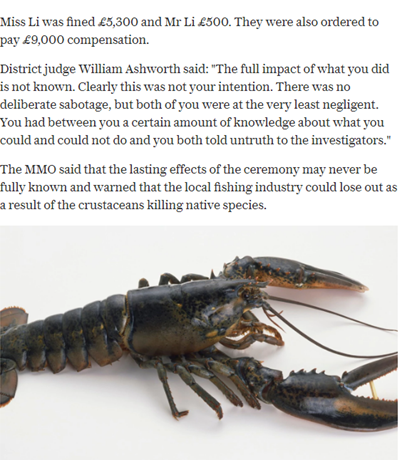 Miss Li was fined £5,300 and Mr Li £500. They were also ordered to
pay £9,000 compensation.
District judge William Ashworth said: "The full impact of what you did
is not known. Clearly this was not your intention. There was no
deliberate sabotage, but both of you were at the very least negligent.
You had between you a certain amount of knowledge about what you
could and could not do and you both told untruth to the investigators."
The MMO said that the lasting effects of the ceremony may never be
fully known and warned that the local fishing industry could lose out as
a result of the crustaceans killing native species.